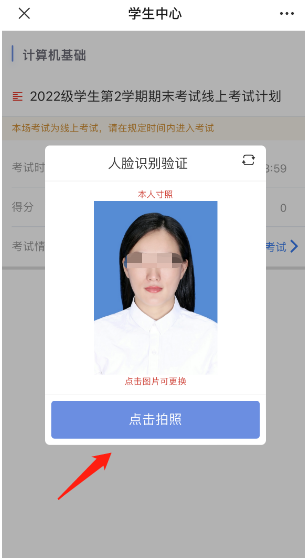 学生中心
计算机基础
2022级学生第2学期期末考试线上考试计划
本场考试为线上考试，请在规定时间内进入考试
人脸识别验证
考试时
3:59
本人寸照
得分
0
考试情
考试
点击图片可更换
点击拍照